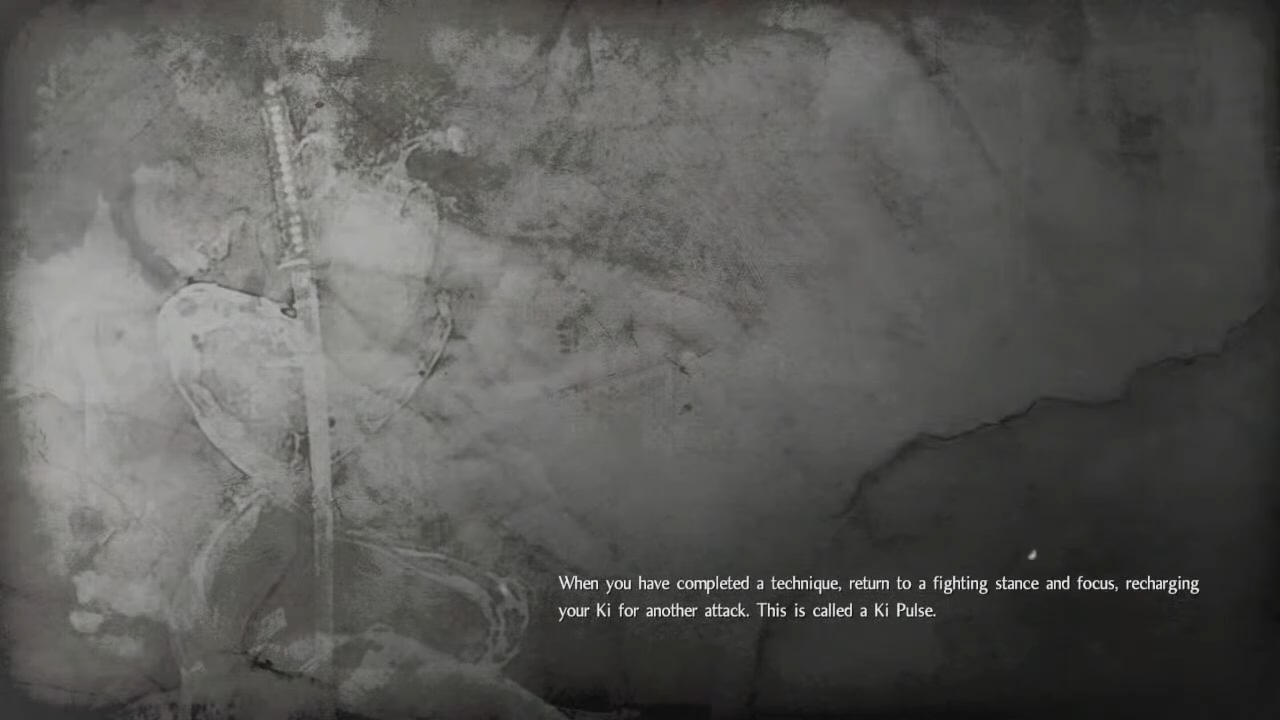 When you have completed a technique, return to a fighting stance and focus, recharging
your Ki for another attack. This is called a Ki Pulse.